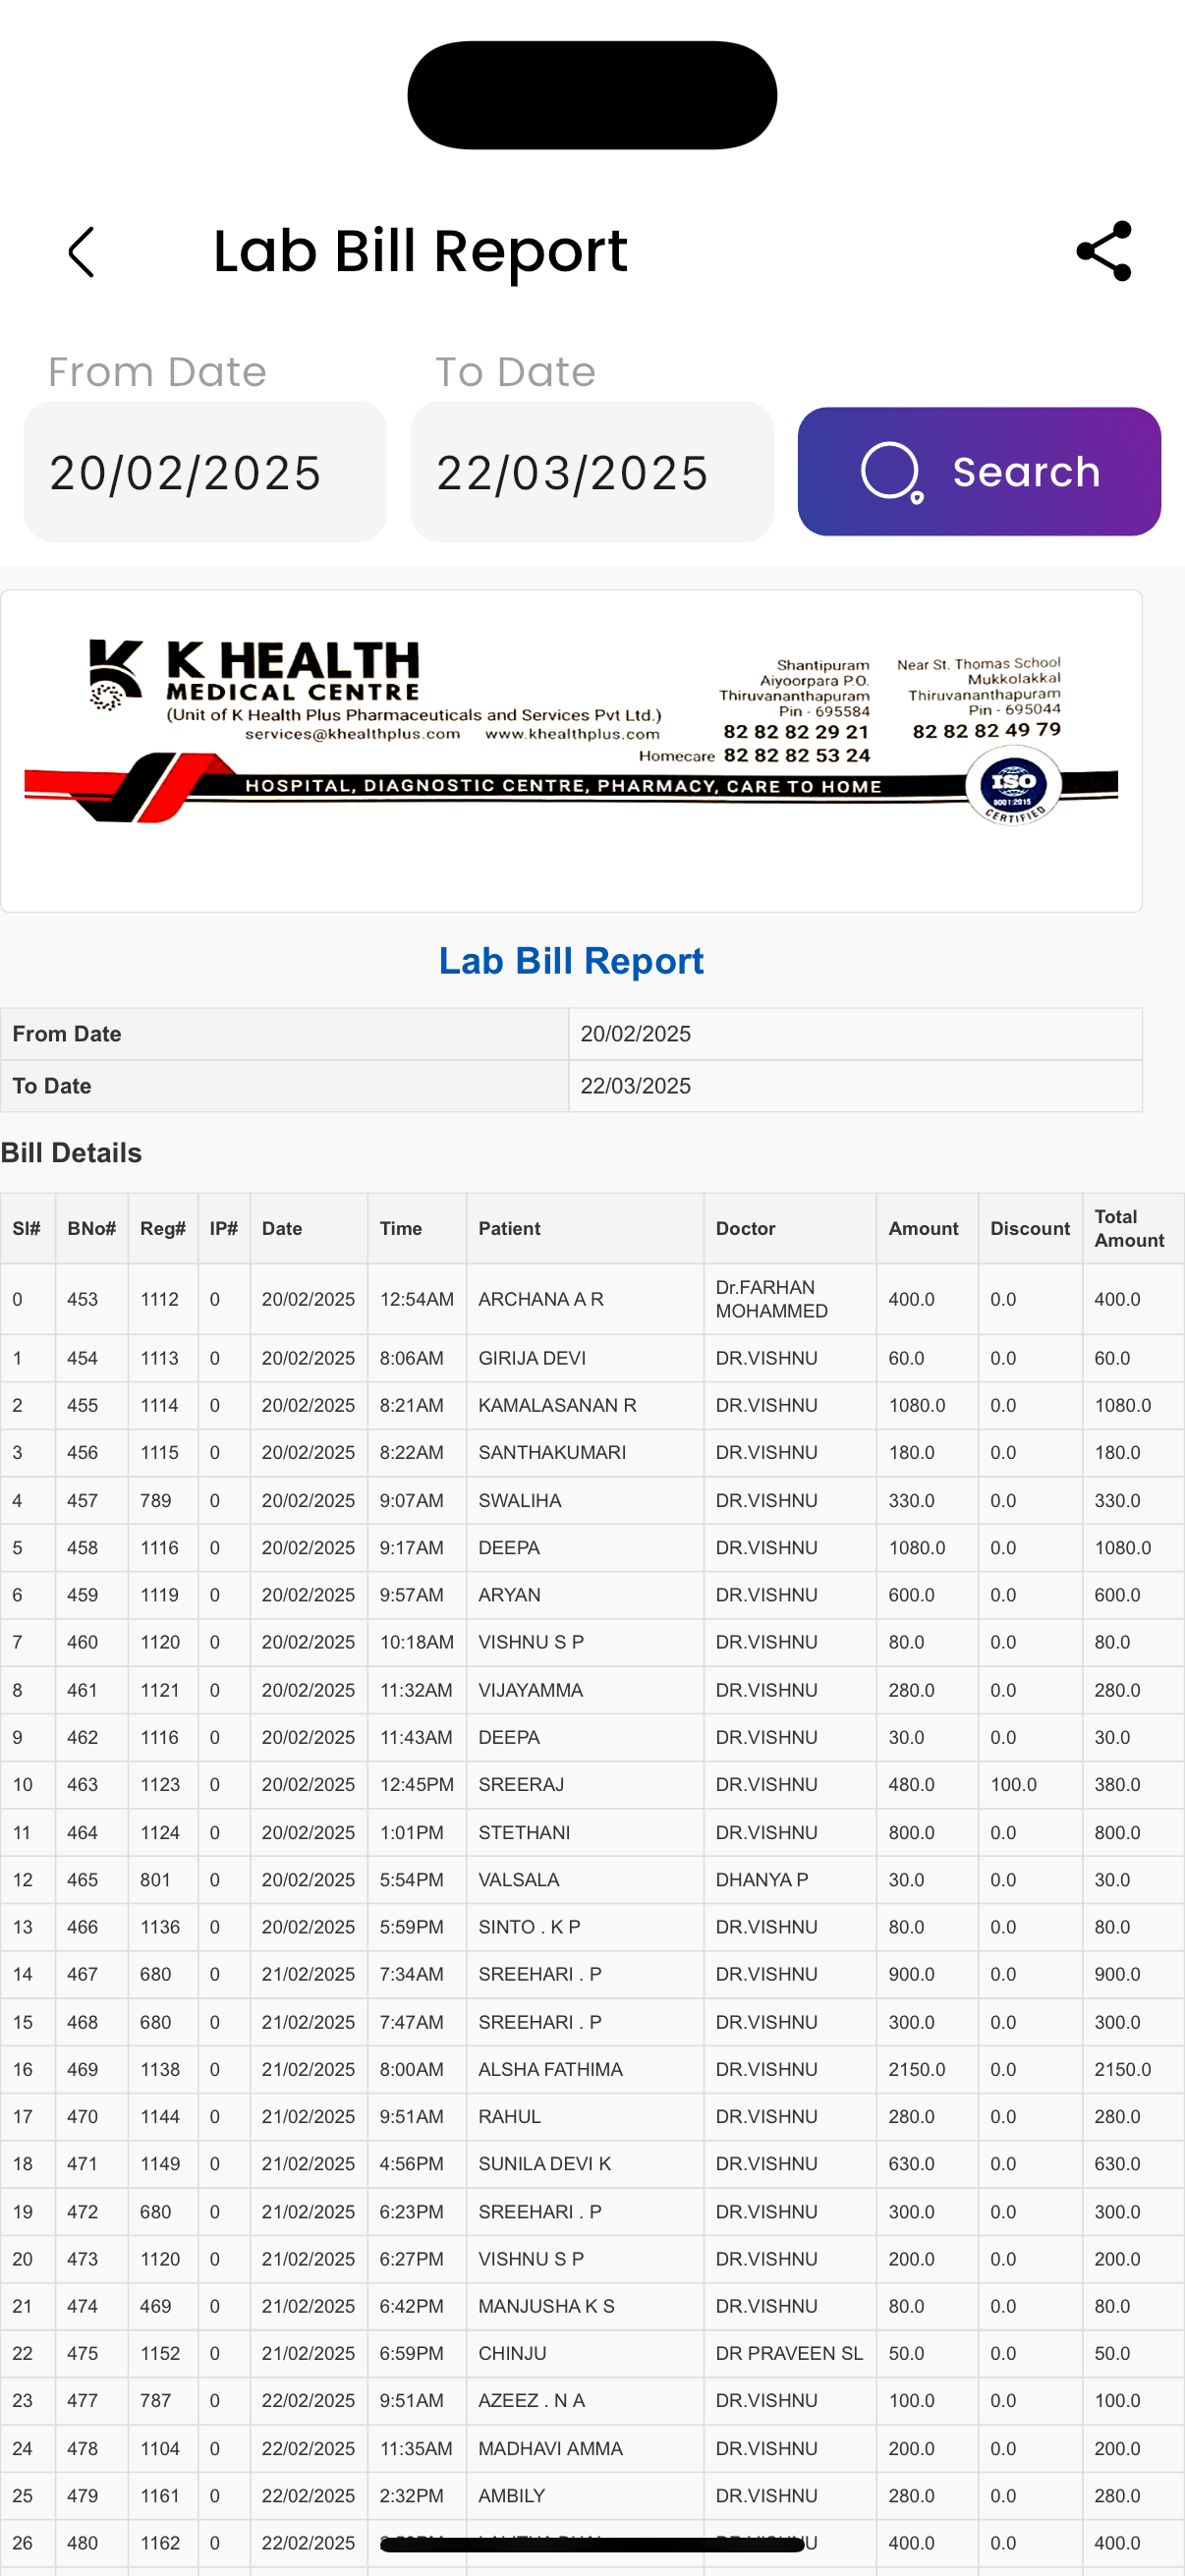 Lab Bill Report
From Date To Date
20/02/2025 22/03/2025 Search
K HEALTH
MEDICAL CENTRE
(Unit of K Health Plus Pharmaceuticals and Services Pvt Ltd.)
services@khealthplus.com www.khealthplus.com
Shantipuram
Aiyoorpara P.O.
Thiruvananthapuram
Pin - 695584
82 82 82 29 21
Homecare 82 82 82 53 24
Near St. Thomas School
Mukkolakkal
Thiruvananthapuram
Pin - 695044
82 82 82 49 79
HOSPITAL, DIAGNOSTIC CENTRE, PHARMACY, CARE TO HOME
ISO
9001:2015
CERTIFIED
Lab Bill Report
From Date 20/02/2025
To Date 22/03/2025
Bill Details
Sl# BNo# Reg# IP# Date Time Patient Doctor Amount Discount Total Amount
0 453 1112 0 20/02/2025 12:54AM ARCHANA A R Dr.FARHAN MOHAMMED 400.0 0.0 400.0
1 454 1113 0 20/02/2025 8:06AM GIRIJA DEVI DR.VISHNU 60.0 0.0 60.0
2 455 1114 0 20/02/2025 8:21AM KAMALASANAN R DR.VISHNU 1080.0 0.0 1080.0
3 456 1115 0 20/02/2025 8:22AM SANTHAKUMARI DR.VISHNU 180.0 0.0 180.0
4 457 789 0 20/02/2025 9:07AM SWALIHA DR.VISHNU 330.0 0.0 330.0
5 458 1116 0 20/02/2025 9:17AM DEEPA DR.VISHNU 1080.0 0.0 1080.0
6 459 1119 0 20/02/2025 9:57AM ARYAN DR.VISHNU 600.0 0.0 600.0
7 460 1120 0 20/02/2025 10:18AM VISHNU S P DR.VISHNU 80.0 0.0 80.0
8 461 1121 0 20/02/2025 11:32AM VIJAYAMMA DR.VISHNU 280.0 0.0 280.0
9 462 1116 0 20/02/2025 11:43AM DEEPA DR.VISHNU 30.0 0.0 30.0
10 463 1123 0 20/02/2025 12:45PM SREERAJ DR.VISHNU 480.0 100.0 380.0
11 464 1124 0 20/02/2025 1:01PM STETHANI DR.VISHNU 800.0 0.0 800.0
12 465 801 0 20/02/2025 5:54PM VALSALA DHANYA P 30.0 0.0 30.0
13 466 1136 0 20/02/2025 5:59PM SINTO . K P DR.VISHNU 80.0 0.0 80.0
14 467 680 0 21/02/2025 7:34AM SREEHARI . P DR.VISHNU 900.0 0.0 900.0
15 468 680 0 21/02/2025 7:47AM SREEHARI . P DR.VISHNU 300.0 0.0 300.0
16 469 1138 0 21/02/2025 8:00AM ALSHA FATHIMA DR.VISHNU 2150.0 0.0 2150.0
17 470 1144 0 21/02/2025 9:51AM RAHUL DR.VISHNU 280.0 0.0 280.0
18 471 1149 0 21/02/2025 4:56PM SUNILA DEVI K DR.VISHNU 630.0 0.0 630.0
19 472 680 0 21/02/2025 6:23PM SREEHARI . P DR.VISHNU 300.0 0.0 300.0
20 473 1120 0 21/02/2025 6:27PM VISHNU S P DR.VISHNU 200.0 0.0 200.0
21 474 469 0 21/02/2025 6:42PM MANJUSHA K S DR.VISHNU 80.0 0.0 80.0
22 475 1152 0 21/02/2025 6:59PM CHINJU DR PRAVEEN SL 50.0 0.0 50.0
23 477 787 0 22/02/2025 9:51AM AZEEZ . N A DR.VISHNU 100.0 0.0 100.0
24 478 1104 0 22/02/2025 11:35AM MADHAVI AMMA DR.VISHNU 200.0 0.0 200.0
25 479 1161 0 22/02/2025 2:32PM AMBILY DR.VISHNU 280.0 0.0 280.0
26 480 1162 0 22/02/2025 400.0 0.0 400.0